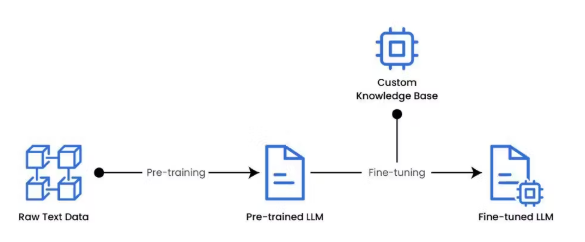 Custom
Knowledge Base
Pre-training
Fine-tuning
Raw Text Data
Pre-trained LLM
Fine-tuned LLM